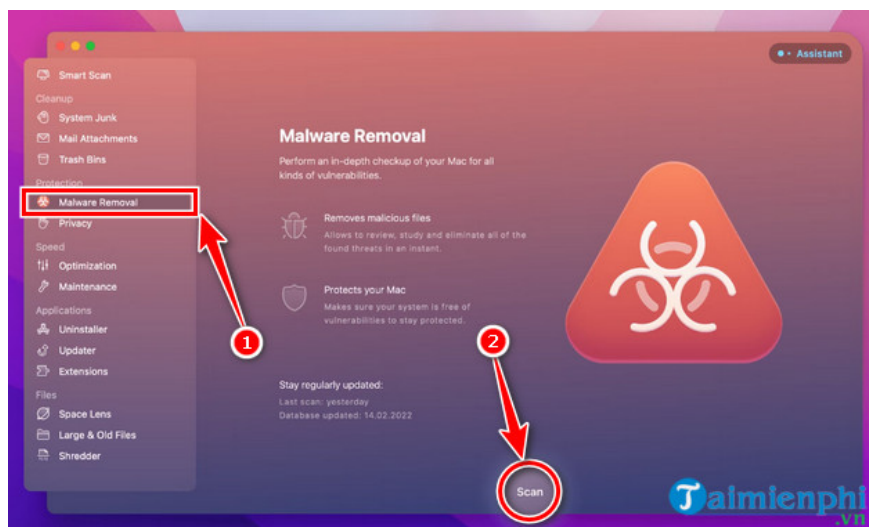 Assistant
Smart Scan
Cleanup
System Junk
Mail Attachments
Trash Bins
Protection
Malware Removal
Privacy
Speed
Optimization
Maintenance
Applications
Uninstaller
Updater
Extensions
Files
Space Lens
Large & Old Files
Shredder
Malware Removal
Perform an in-depth checkup of your Mac for all
kinds of vulnerabilities.
Removes malicious files
Allows to review, study and eliminate all of the
found threats in an instant.
Protects your Mac
Makes sure your system is free of
vulnerabilities to stay protected.
Stay regularly updated:
Last scan: yesterday
Database updated: 14.02.2022
1
2
Scan
Taimienphi
.vn